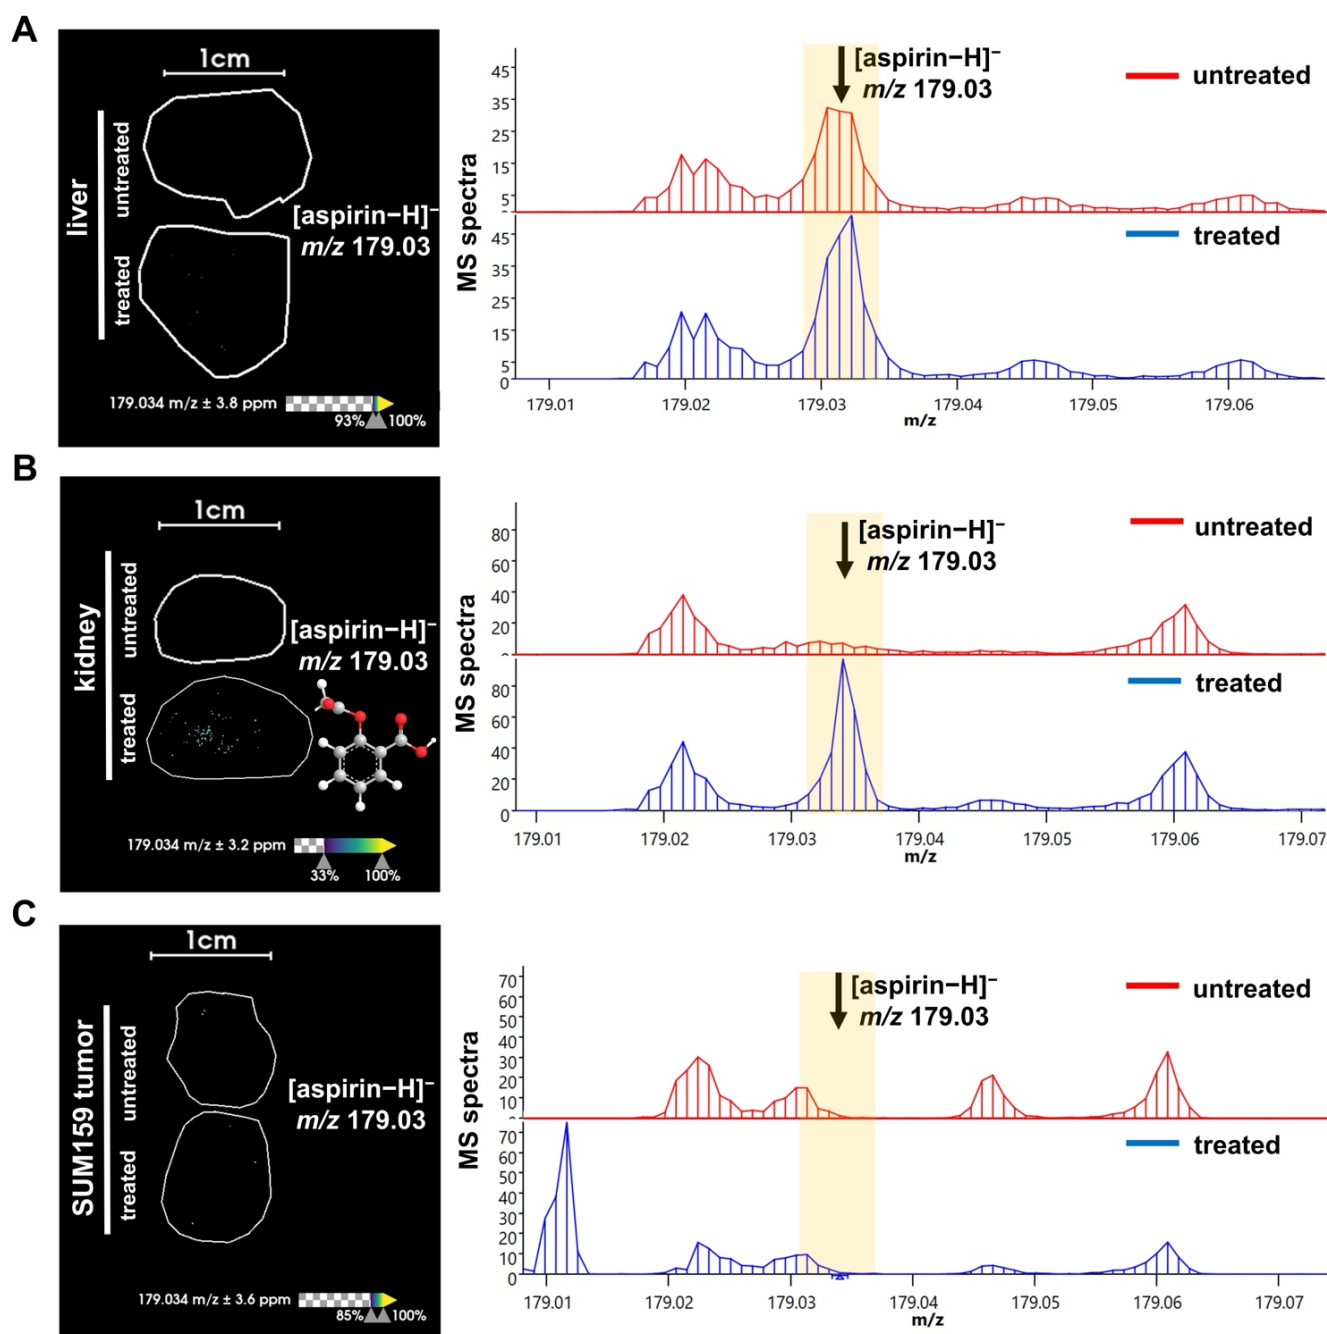 A
1cm
liver
untreated
treated
[aspirin−H]⁻
m/z 179.03
179.034 m/z ± 3.8 ppm
93% 100%
MS spectra
[aspirin−H]⁻
m/z 179.03
untreated
45
35
25
15
5
treated
45
35
25
15
5
0
179.01 179.02 179.03 179.04 179.05 179.06
m/z
B
1cm
kidney
untreated
treated
[aspirin−H]⁻
m/z 179.03
179.034 m/z ± 3.2 ppm
33% 100%
MS spectra
[aspirin−H]⁻
m/z 179.03
untreated
80
60
40
20
treated
80
60
40
20
0
179.01 179.02 179.03 179.04 179.05 179.06 179.07
m/z
C
1cm
SUM159 tumor
untreated
treated
[aspirin−H]⁻
m/z 179.03
179.034 m/z ± 3.6 ppm
85% 100%
MS spectra
[aspirin−H]⁻
m/z 179.03
untreated
70
60
50
40
30
20
10
treated
70
60
50
40
30
20
10
0
179.01 179.02 179.03 179.04 179.05 179.06 179.07
m/z